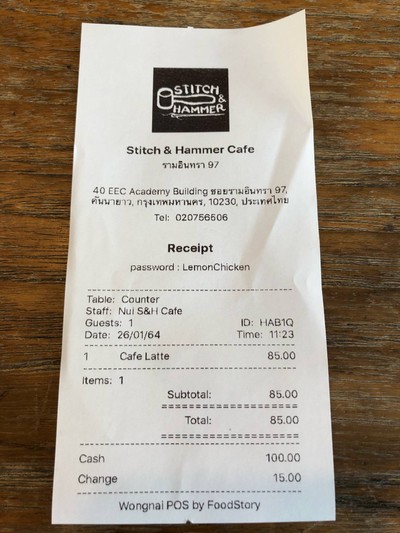 STITCH
&
HAMMER
Stitch & Hammer Cafe
รามอินทรา 97
40 EEC Academy Building ซอยรามอินทรา 97,
คันนายาว, กรุงเทพมหานคร, 10230, ประเทศไทย
Tel: 020756506
Receipt
password : LemonChicken
Table: Counter
Staff: Nui S&H Cafe
Guests: 1 ID: HAB1Q
Date: 26/01/64 Time: 11:23
1 Cafe Latte 85.00
Items: 1
Subtotal: 85.00
Total: 85.00
Cash 100.00
Change 15.00
Wongnai POS by FoodStory